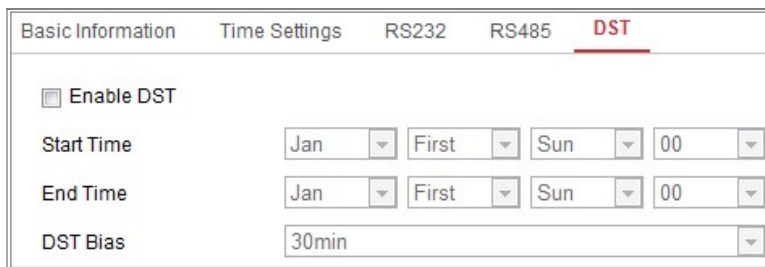 Basic Information Time Settings RS232 RS485 DST
Enable DST
Start Time Jan First Sun 00
End Time Jan First Sun 00
DST Bias 30min